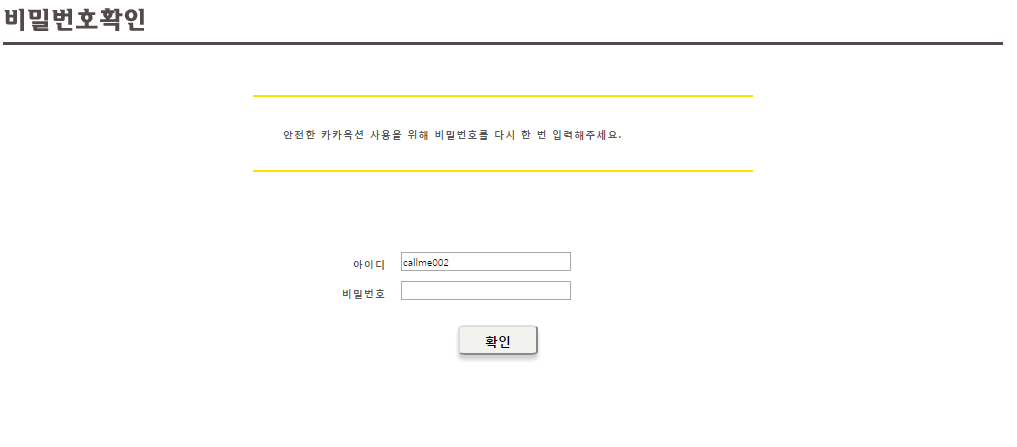 비밀번호확인
안전한 카카옥션 사용을 위해 비밀번호를 다시 한 번 입력해주세요.
아이디 callme002
비밀번호
확인